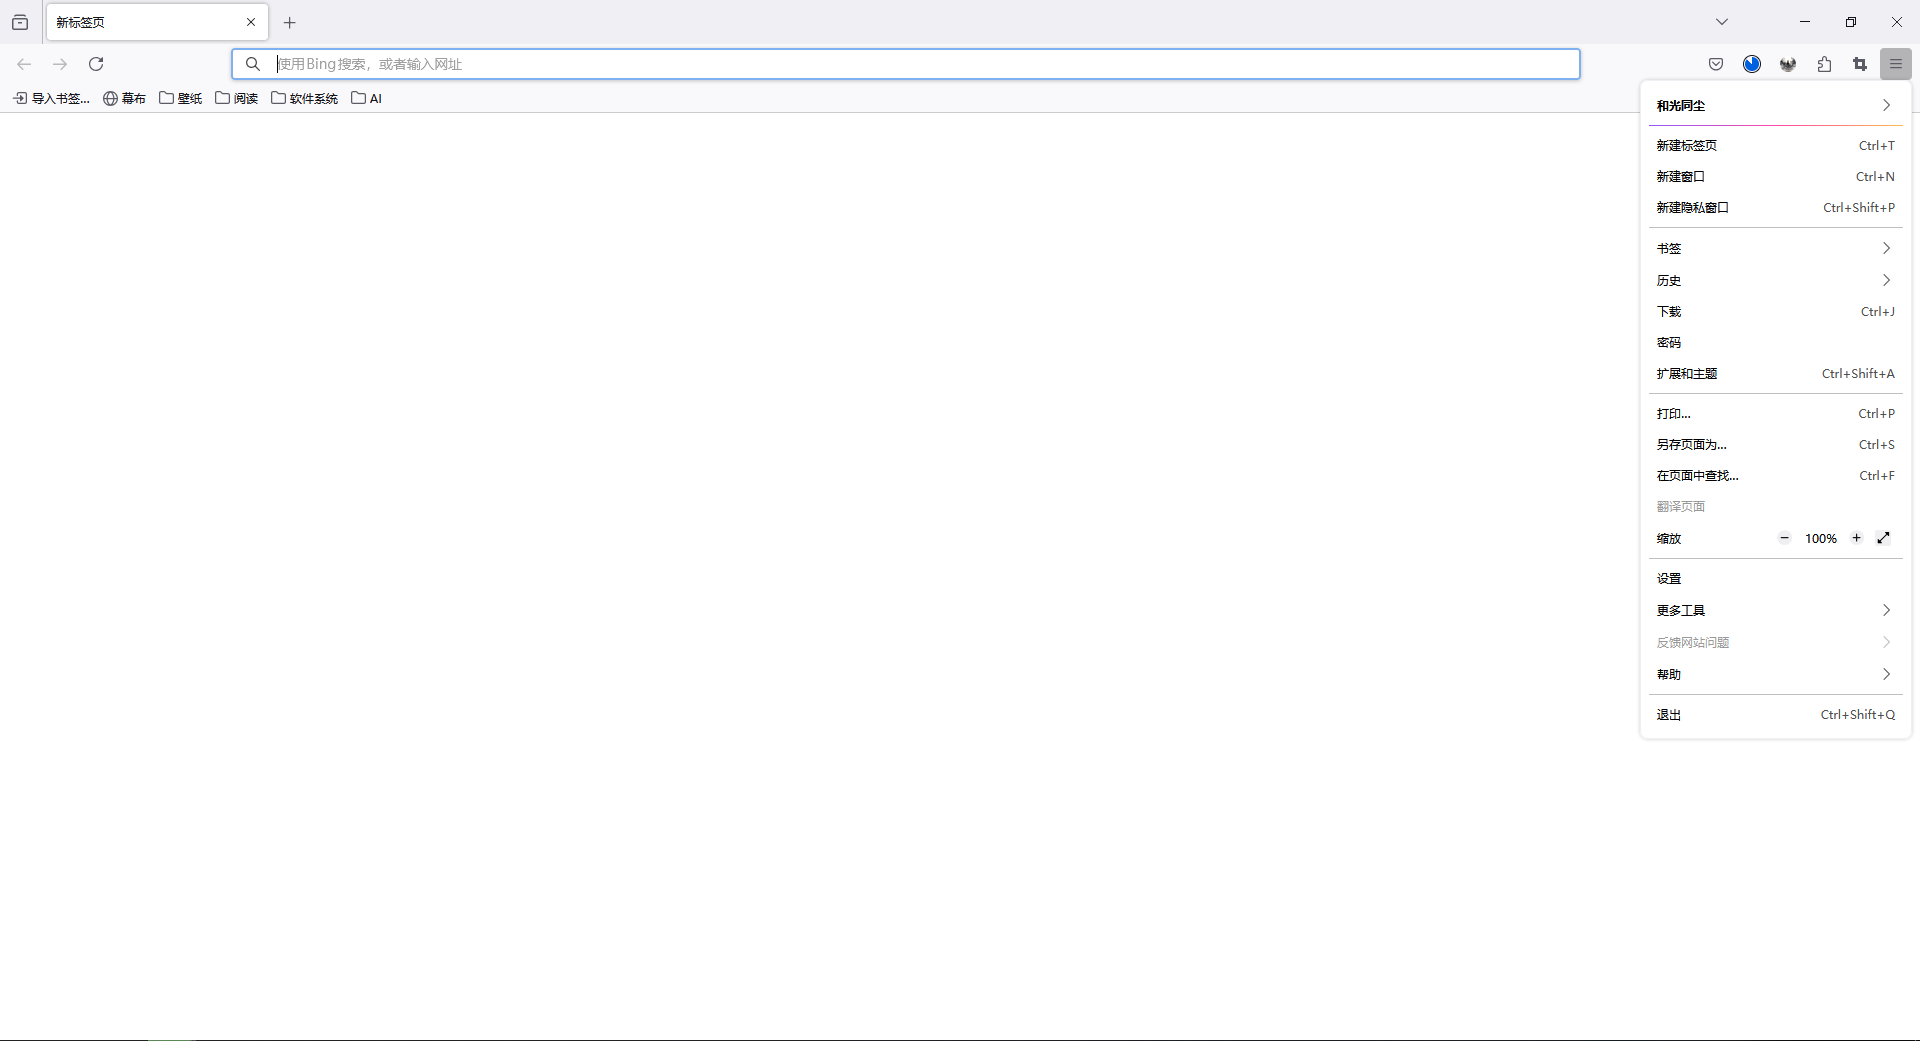 新标签页
使用Bing搜索，或者输入网址
导入书签... 幕布 壁纸 阅读 软件系统 AI
和光同尘
新建标签页 Ctrl+T
新建窗口 Ctrl+N
新建隐私窗口 Ctrl+Shift+P
书签
历史
下载 Ctrl+J
密码
扩展和主题 Ctrl+Shift+A
打印... Ctrl+P
另存页面为... Ctrl+S
在页面中查找... Ctrl+F
翻译页面
缩放 − 100% +
设置
更多工具
反馈网站问题
帮助
退出 Ctrl+Shift+Q